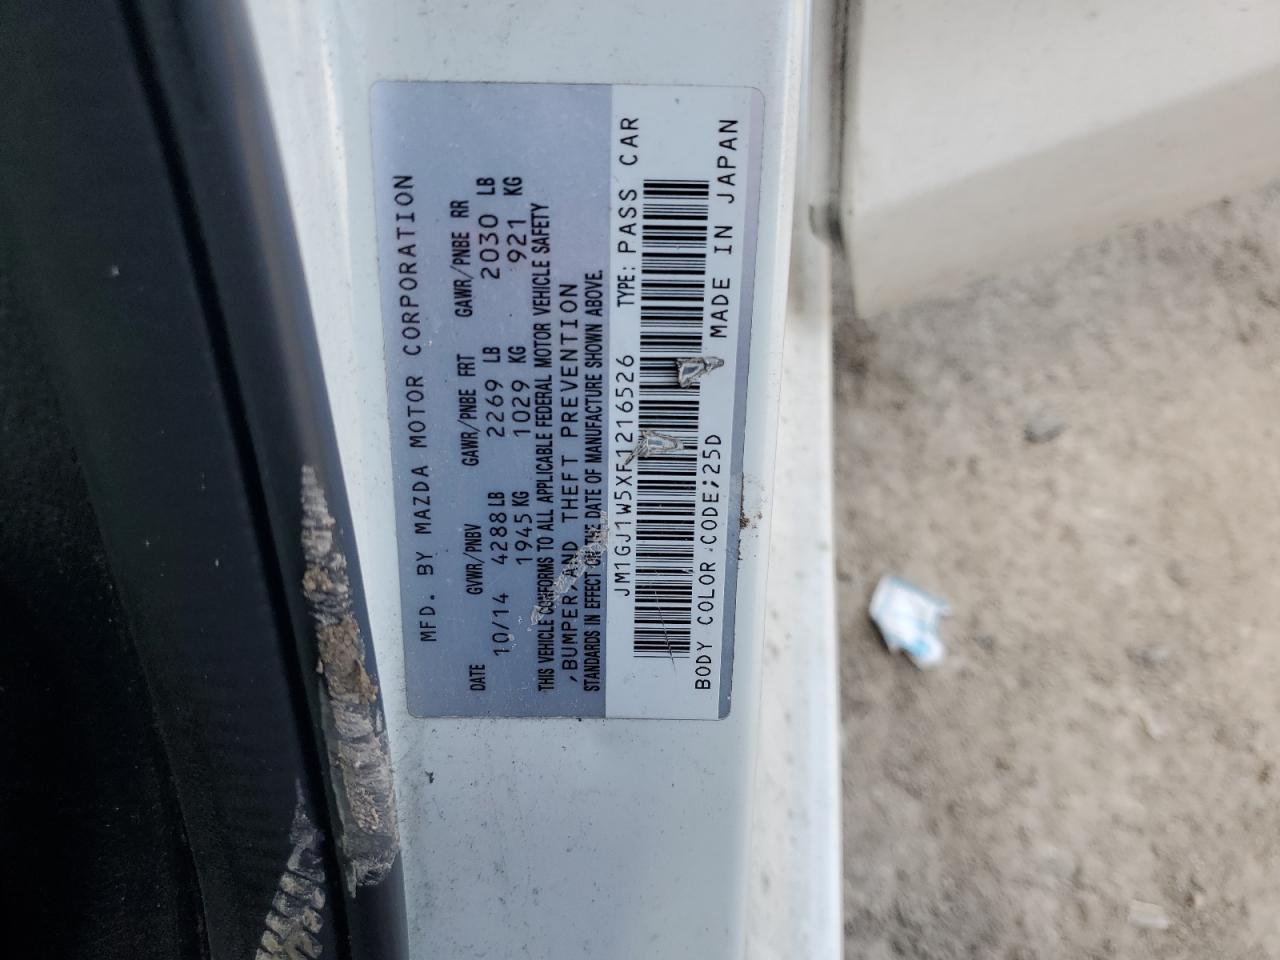 MFD. BY MAZDA MOTOR CORPORATION
DATE GVWR/PNBV GAWR/PNBE FRT GAWR/PNBE RR
10/14 4288 LB 2269 LB 2030 LB
1945 KG 1029 KG 921 KG
THIS VEHICLE CONFORMS TO ALL APPLICABLE FEDERAL MOTOR VEHICLE SAFETY
,BUMPER,AND THEFT PREVENTION
STANDARDS IN EFFECT ON THE DATE OF MANUFACTURE SHOWN ABOVE.
JM1GJ1W5XF1216526 TYPE: PASS CAR
BODY COLOR CODE;25D MADE IN JAPAN